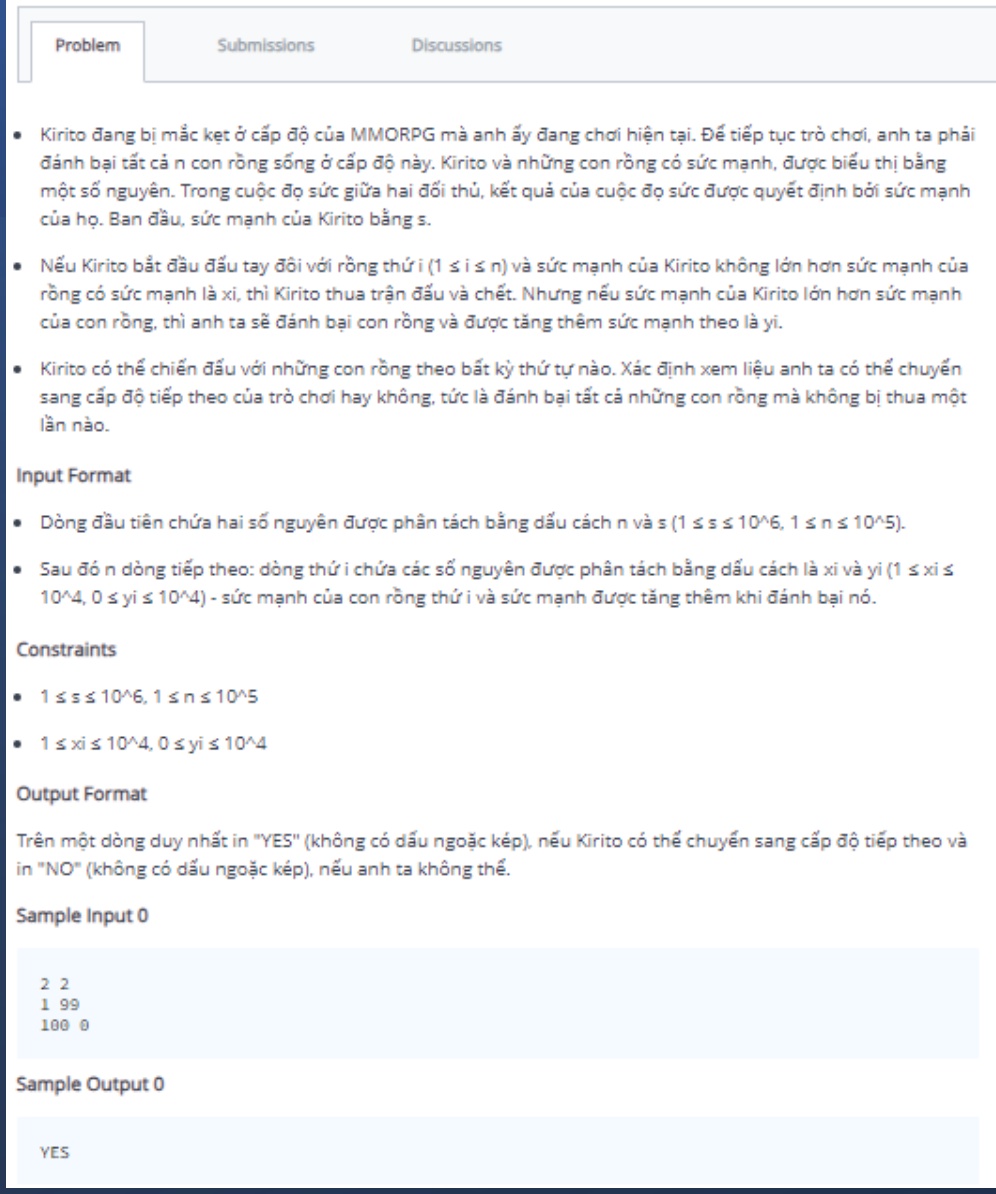 Problem Submissions Discussions
• Kirito đang bị mắc kẹt ở cấp độ của MMORPG mà anh ấy đang chơi hiện tại. Để tiếp tục trò chơi, anh ta phải
đánh bại tất cả n con rồng sống ở cấp độ này. Kirito và những con rồng có sức mạnh, được biểu thị bằng
một số nguyên. Trong cuộc đọ sức giữa hai đối thủ, kết quả của cuộc đọ sức được quyết định bởi sức mạnh
của họ. Ban đầu, sức mạnh của Kirito bằng s.
• Nếu Kirito bắt đầu đấu tay đôi với rồng thứ i (1 ≤ i ≤ n) và sức mạnh của Kirito không lớn hơn sức mạnh của
rồng có sức mạnh là xi, thì Kirito thua trận đấu và chết. Nhưng nếu sức mạnh của Kirito lớn hơn sức mạnh
của con rồng, thì anh ta sẽ đánh bại con rồng và được tăng thêm sức mạnh theo là yi.
• Kirito có thể chiến đấu với những con rồng theo bất kỳ thứ tự nào. Xác định xem liệu anh ta có thể chuyển
sang cấp độ tiếp theo của trò chơi hay không, tức là đánh bại tất cả những con rồng mà không bị thua một
lần nào.
Input Format
• Dòng đầu tiên chứa hai số nguyên được phân tách bằng dấu cách n và s (1 ≤ s ≤ 10^6, 1 ≤ n ≤ 10^5).
• Sau đó n dòng tiếp theo: dòng thứ i chứa các số nguyên được phân tách bằng dấu cách là xi và yi (1 ≤ xi ≤
10^4, 0 ≤ yi ≤ 10^4) - sức mạnh của con rồng thứ i và sức mạnh được tăng thêm khi đánh bại nó.
Constraints
• 1 ≤ s ≤ 10^6, 1 ≤ n ≤ 10^5
• 1 ≤ xi ≤ 10^4, 0 ≤ yi ≤ 10^4
Output Format
Trên một dòng duy nhất in "YES" (không có dấu ngoặc kép), nếu Kirito có thể chuyển sang cấp độ tiếp theo và
in "NO" (không có dấu ngoặc kép), nếu anh ta không thể.
Sample Input 0
2 2
1 99
100 0
Sample Output 0
YES